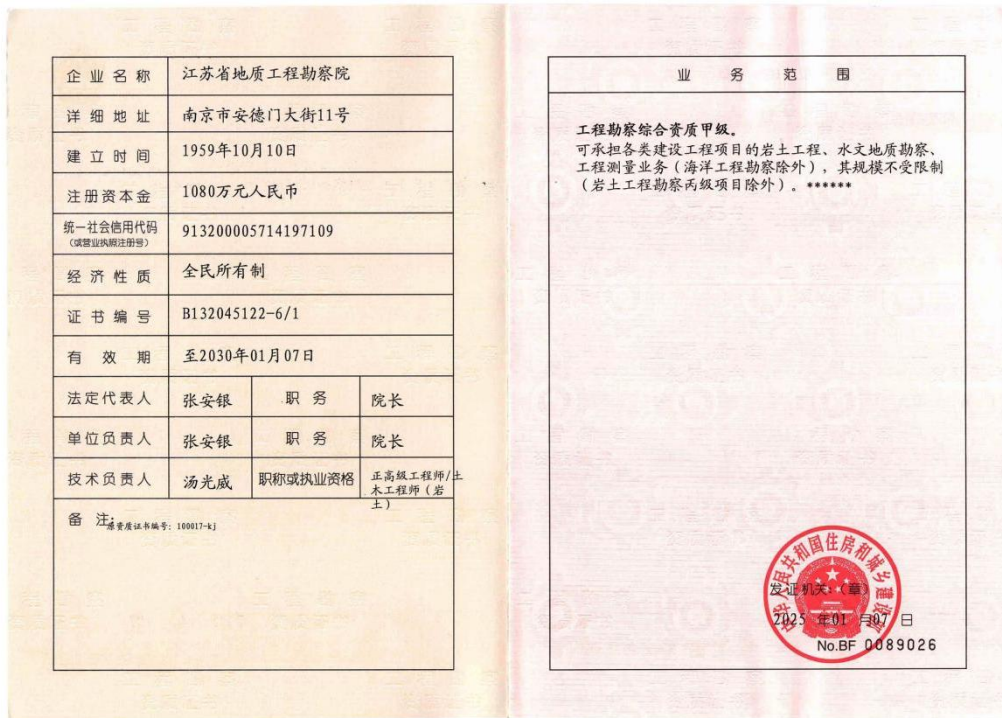 企业名称 江苏省地质工程勘察院
详细地址 南京市安德门大街11号
建立时间 1959年10月10日
注册资本金 1080万元人民币
统一社会信用代码
(或营业执照注册号)
913200005714197109
经济性质 全民所有制
证书编号 B132045122-6/1
有效期 至2030年01月07日
法定代表人 张安银 职务 院长
单位负责人 张安银 职务 院长
技术负责人 汤光威 职称或执业资格 正高级工程师/土
木工程师（岩
土）
备注:
原资质证书编号: 100017-kj
业务范围
工程勘察综合资质甲级。
可承担各类建设工程项目的岩土工程、水文地质勘察、
工程测量业务（海洋工程勘察除外），其规模不受限制
（岩土工程勘察丙级项目除外）。******
中华人民共和国住房和城乡建设部
发证机关:（章）
2025 年01 月07 日
No.BF 0089026